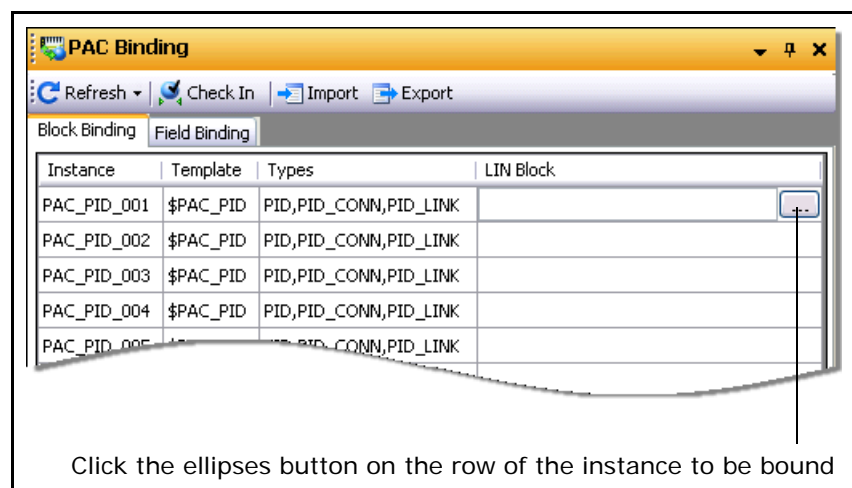 PAC Binding
Refresh Check In Import Export
Block Binding Field Binding
Instance Template Types LIN Block
PAC_PID_001 $PAC_PID PID,PID_CONN,PID_LINK ...
PAC_PID_002 $PAC_PID PID,PID_CONN,PID_LINK
PAC_PID_003 $PAC_PID PID,PID_CONN,PID_LINK
PAC_PID_004 $PAC_PID PID,PID_CONN,PID_LINK
PID_LINK
Click the ellipses button on the row of the instance to be bound